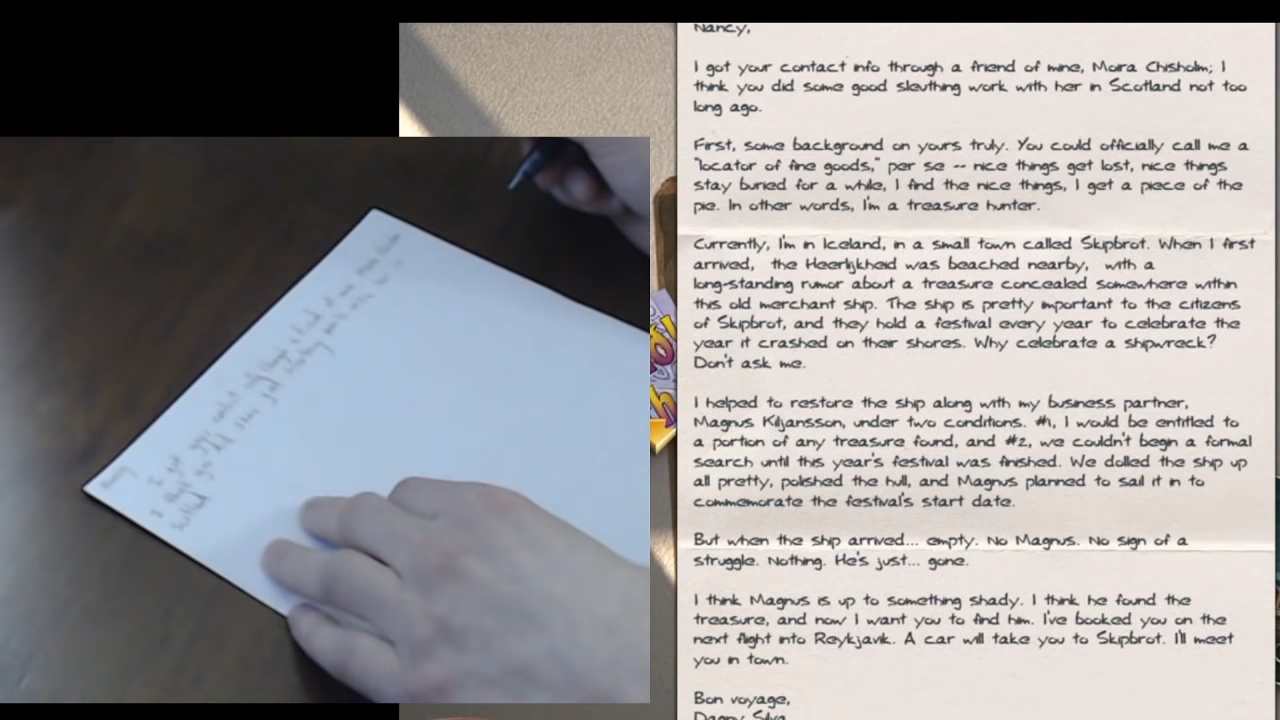 Nancy,
I got your contact info through a friend of mine, Moira Chisholm; I
think you did some good sleuthing work with her in Scotland not too
long ago.
First, some background on yours truly. You could officially call me a
"locator of fine goods," per se -- nice things get lost, nice things
stay buried for a while, I find the nice things, I get a piece of the
pie. In other words, I'm a treasure hunter.
Currently, I'm in Iceland, in a small town called Skipbrot. When I first
arrived, the Heerlijkheid was beached nearby, with a
long-standing rumor about a treasure concealed somewhere within
this old merchant ship. The ship is pretty important to the citizens
of Skipbrot, and they hold a festival every year to celebrate the
year it crashed on their shores. Why celebrate a shipwreck?
Don't ask me.
I helped to restore the ship along with my business partner,
Magnus Kiljansson, under two conditions. #1, I would be entitled to
a portion of any treasure found, and #2, we couldn't begin a formal
search until this year's festival was finished. We dolled the ship up
all pretty, polished the hull, and Magnus planned to sail it in to
commemorate the festival's start date.
But when the ship arrived... empty. No Magnus. No sign of a
struggle. Nothing. He's just... gone.
I think Magnus is up to something shady. I think he found the
treasure, and now I want you to find him. I've booked you on the
next flight into Reykjavik. A car will take you to Skipbrot. I'll meet
you in town.
Bon voyage,
Dagny Silva